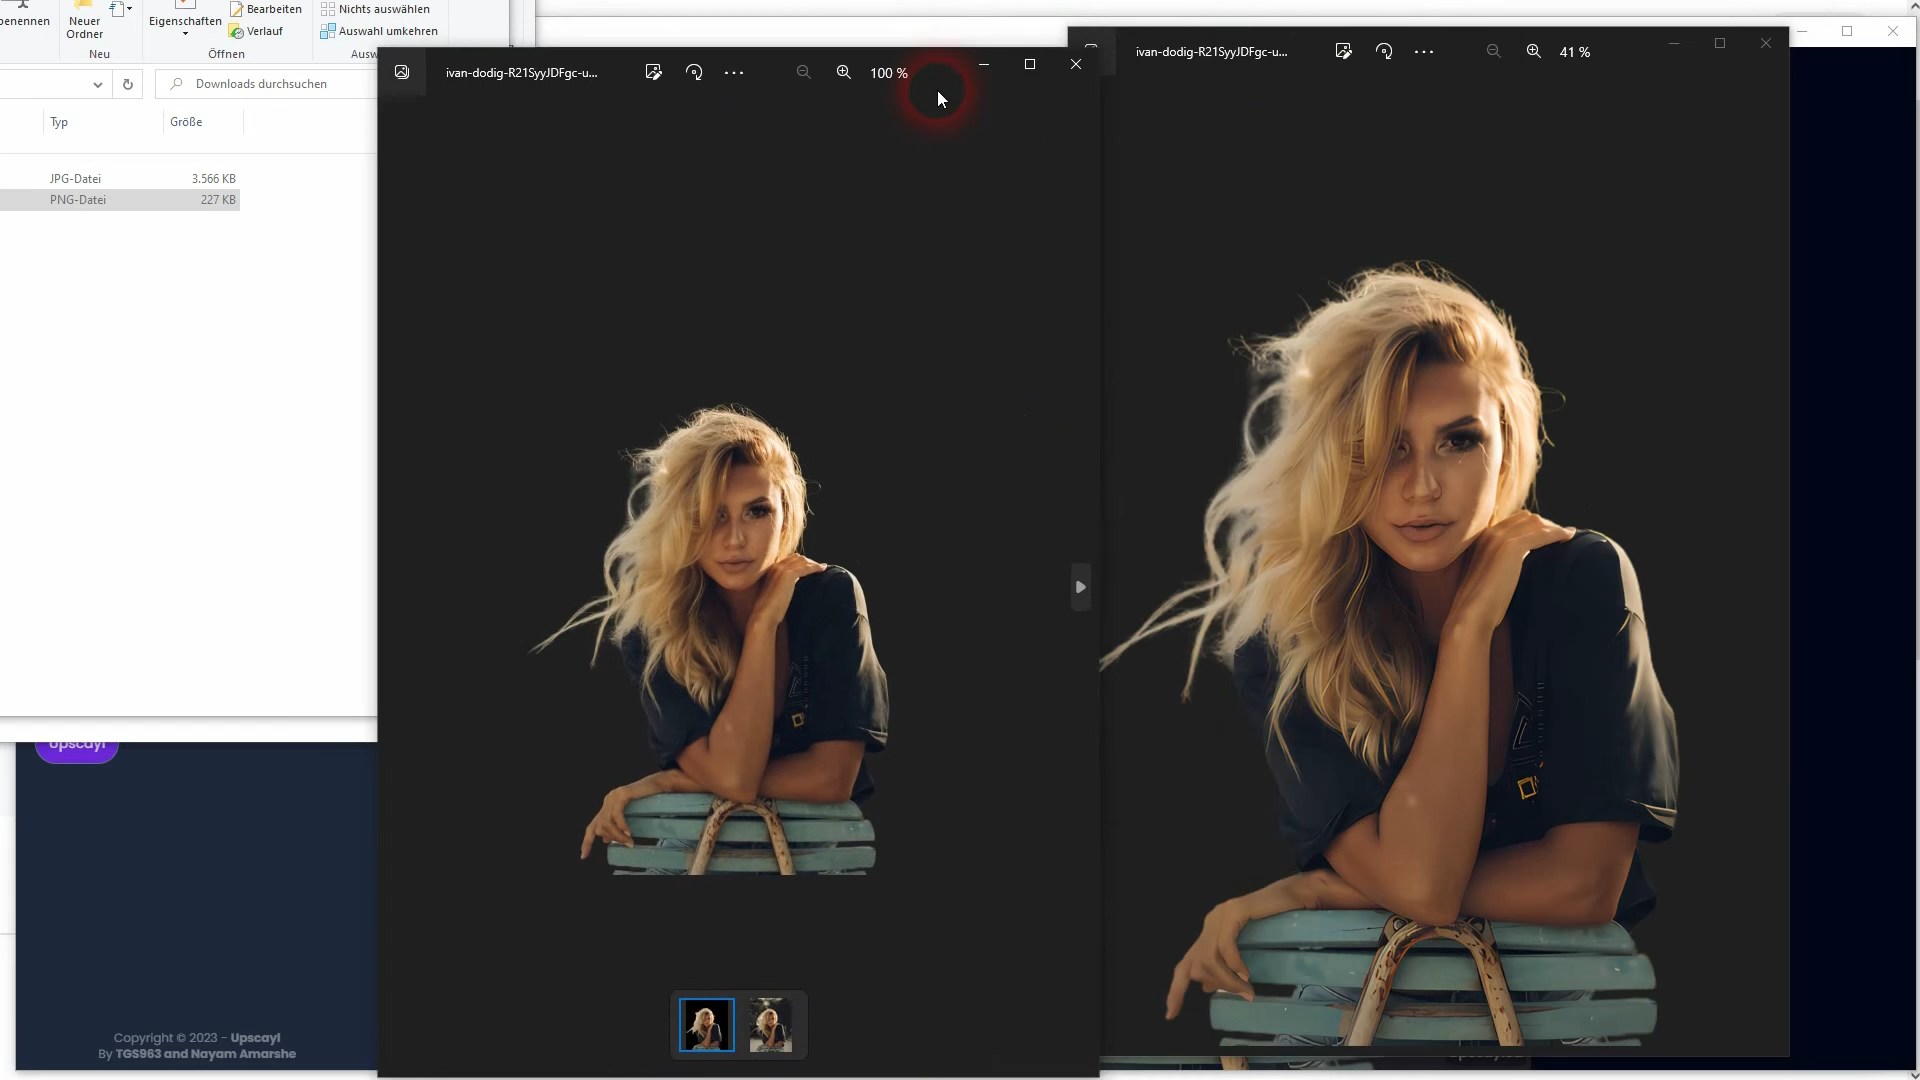 Bearbeiten
Nichts auswählen
Neuer
Ordner
Eigenschaften
Verlauf
Auswahl umkehren
Neu
Öffnen
Downloads durchsuchen
Typ
Größe
JPG-Datei
3.566 KB
PNG-Datei
227 KB
ivan-dodig-R21SyyJDFgc-u...
100 %
ivan-dodig-R21SyyJDFgc-u...
41 %
Upscayl
Copyright © 2023 - Upscayl
By TGS963 and Nayam Amarshe